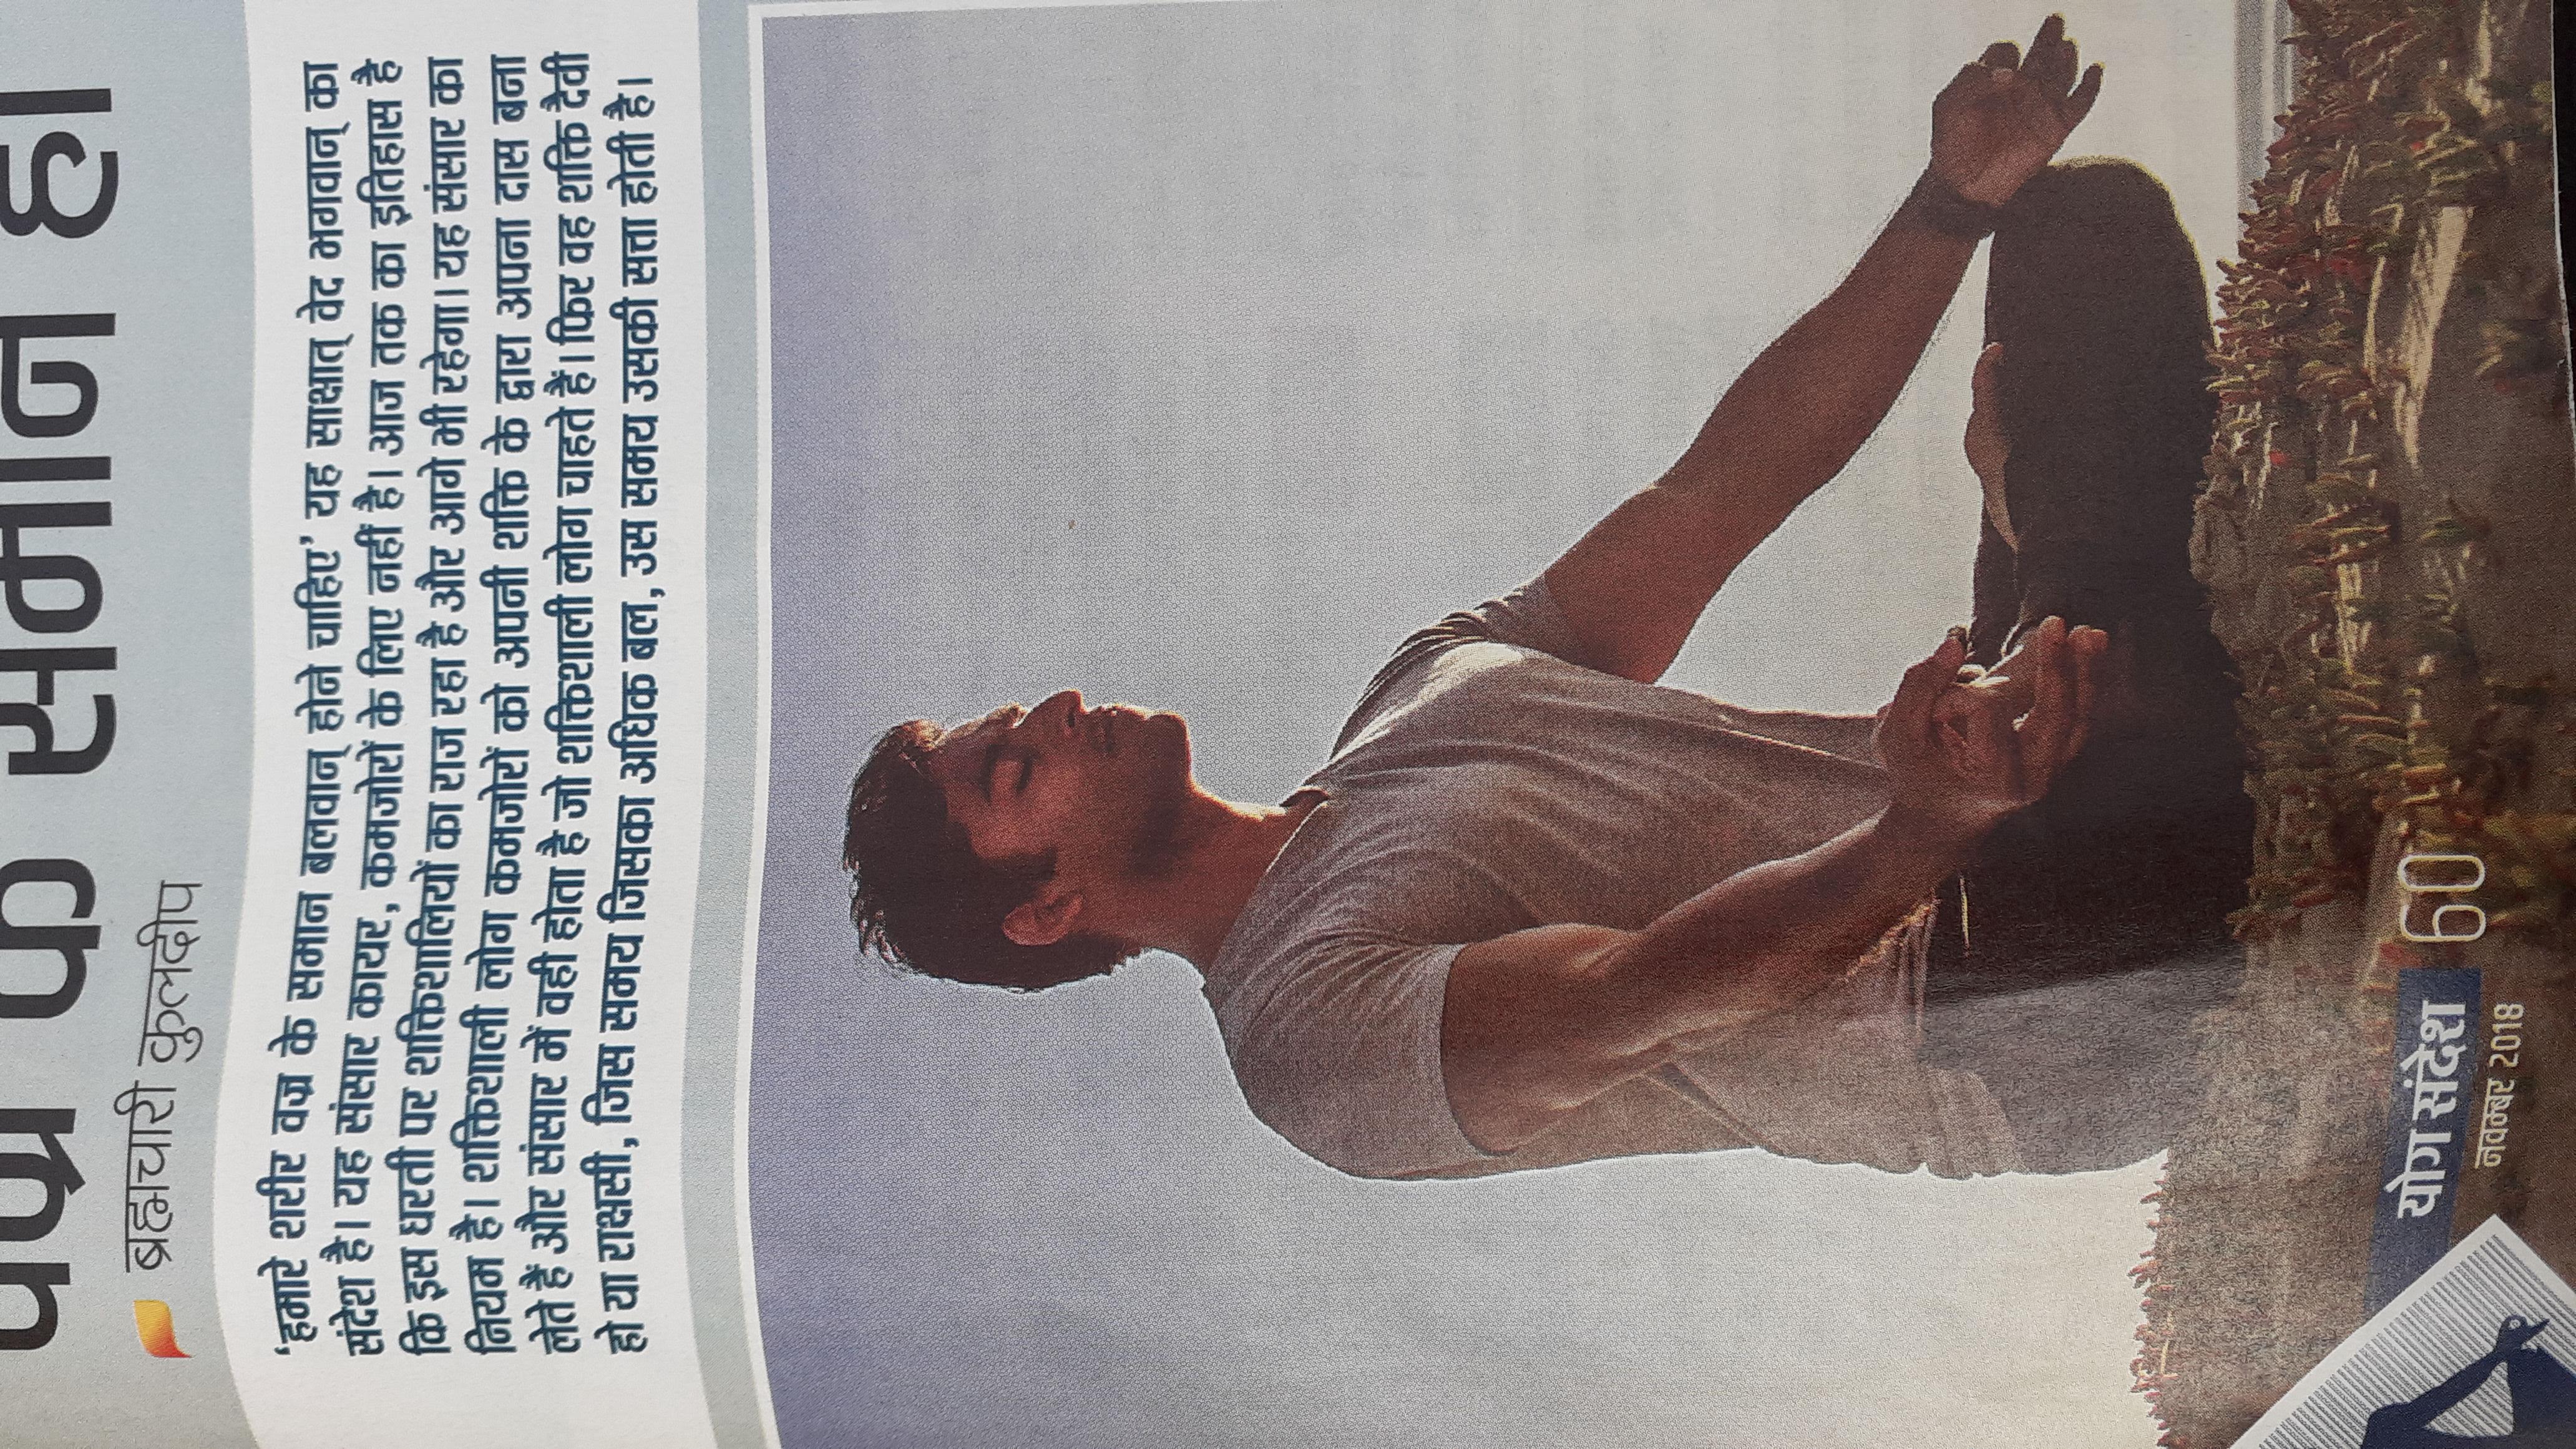 वज्र के समान हो
ब्रह्मचारी कुलदीप
‘हमारे शरीर वज्र के समान बलवान् होने चाहिए’ यह साक्षात् वेद भगवान् का
संदेश है। यह संसार कायर, कमजोरों के लिए नहीं है। आज तक का इतिहास है
कि इस धरती पर शक्तिशालियों का राज रहा है और आगे भी रहेगा। यह संसार का
नियम है। शक्तिशाली लोग कमजोरों को अपनी शक्ति के द्वारा अपना दास बना
लेते हैं और संसार में वही होता है जो शक्तिशाली लोग चाहते हैं। फिर वह शक्ति दैवी
हो या राक्षसी, जिस समय जिसका अधिक बल, उस समय उसकी सत्ता होती है।
योग संदेश 60
नवम्बर 2018